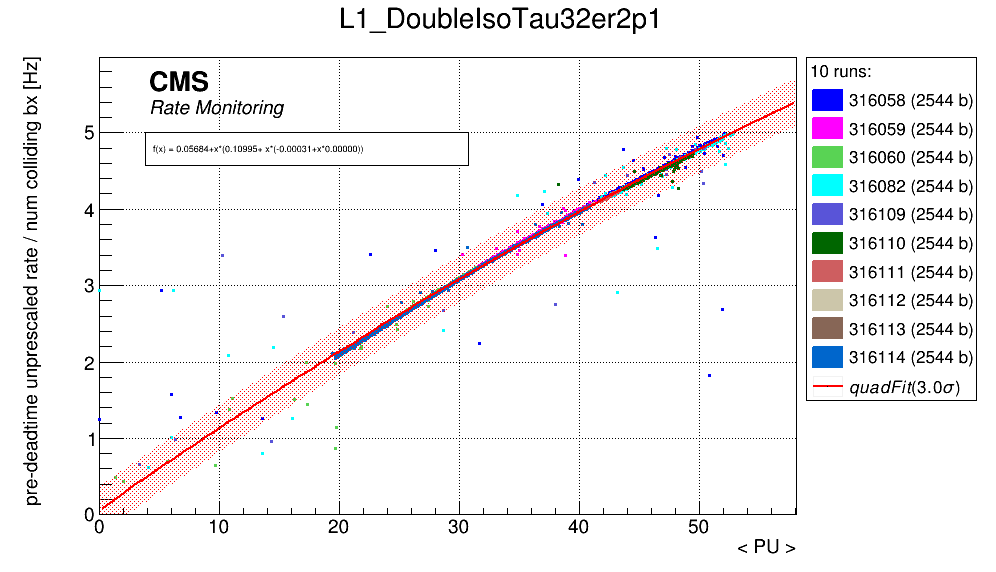 L1_DoubleIsoTau32er2p1
pre-deadtime unprescaled rate / num colliding bx [Hz]
CMS
Rate Monitoring
f(x) = 0.05684+x*(0.10995+ x*(-0.00031+x*0.00000))
5
4
3
2
1
0
0 10 20 30 40 50
< PU >
10 runs:
316058 (2544 b)
316059 (2544 b)
316060 (2544 b)
316082 (2544 b)
316109 (2544 b)
316110 (2544 b)
316111 (2544 b)
316112 (2544 b)
316113 (2544 b)
316114 (2544 b)
quadFit(3.0σ)